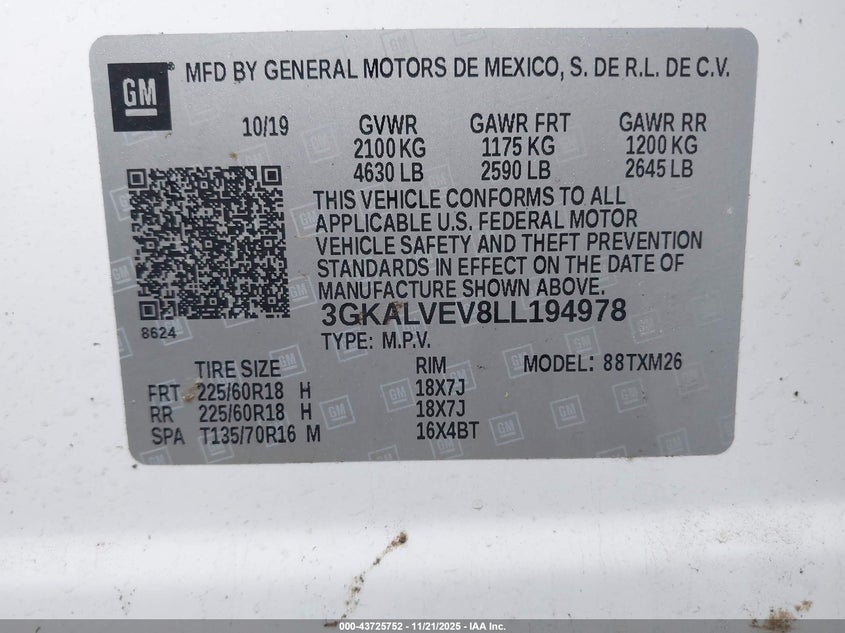 GM
MFD BY GENERAL MOTORS DE MEXICO, S. DE R.L. DE C.V.
10/19 GVWR GAWR FRT GAWR RR
2100 KG 1175 KG 1200 KG
4630 LB 2590 LB 2645 LB
THIS VEHICLE CONFORMS TO ALL
APPLICABLE U.S. FEDERAL MOTOR
VEHICLE SAFETY AND THEFT PREVENTION
STANDARDS IN EFFECT ON THE DATE OF
MANUFACTURE SHOWN ABOVE.
3GKALVEV8LL194978
8624
TYPE: M.P.V.
TIRE SIZE RIM MODEL: 88TXM26
FRT 225/60R18 H 18X7J
RR 225/60R18 H 18X7J
SPA T135/70R16 M 16X4BT
000-43725752 - 11/21/2025 - IAA Inc.